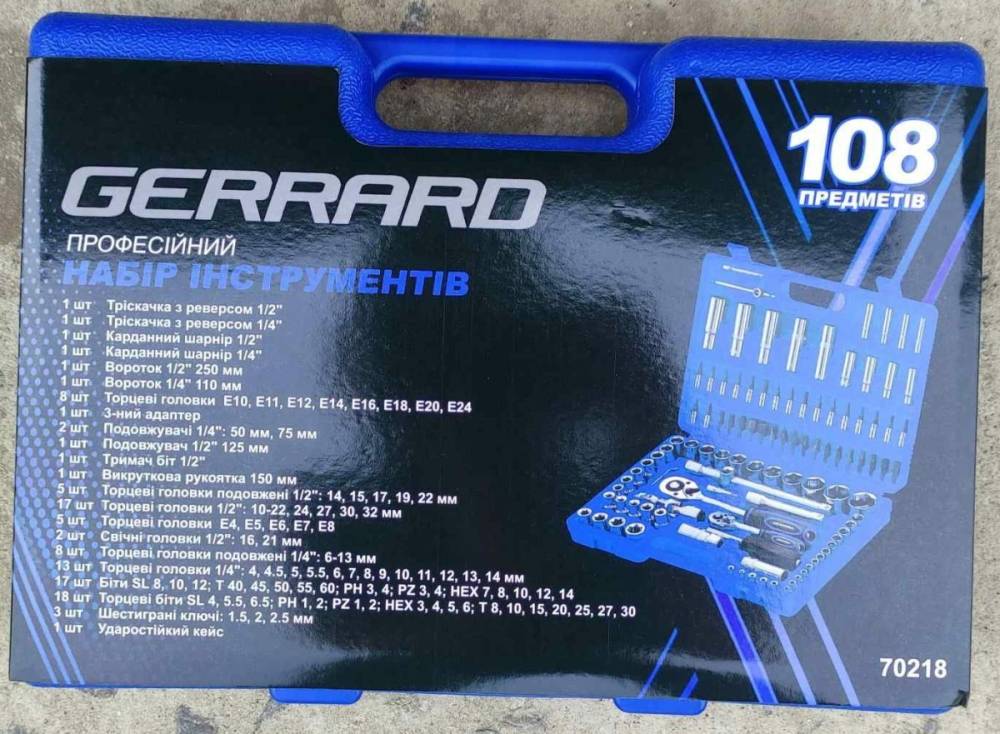 108
ПРЕДМЕТІВ
GERRARD
ПРОФЕСІЙНИЙ
НАБІР ІНСТРУМЕНТІВ
1 шт Тріскачка з реверсом 1/2"
1 шт Тріскачка з реверсом 1/4"
1 шт Карданний шарнір 1/2"
1 шт Карданний шарнір 1/4"
1 шт Вороток 1/2" 250 мм
1 шт Вороток 1/4" 110 мм
8 шт Торцеві головки E10, E11, E12, E14, E16, E18, E20, E24
1 шт 3-ний адаптер
2 шт Подовжувачі 1/4": 50 мм, 75 мм
1 шт Подовжувач 1/2" 125 мм
1 шт Тримач біт 1/2"
1 шт Викруткова рукоятка 150 мм
5 шт Торцеві головки подовжені 1/2": 14, 15, 17, 19, 22 мм
17 шт Торцеві головки 1/2": 10-22, 24, 27, 30, 32 мм
5 шт Торцеві головки E4, E5, E6, E7, E8
2 шт Свічні головки 1/2": 16, 21 мм
8 шт Торцеві головки подовжені 1/4": 6-13 мм
13 шт Торцеві головки 1/4": 4, 4.5, 5, 5.5, 6, 7, 8, 9, 10, 11, 12, 13, 14 мм
17 шт Біти SL 8, 10, 12; T 40, 45, 50, 55, 60; PH 3, 4; PZ 3, 4; HEX 7, 8, 10, 12, 14
18 шт Торцеві біти SL 4, 5.5, 6.5; PH 1, 2; PZ 1, 2; HEX 3, 4, 5, 6; T 8, 10, 15, 20, 25, 27, 30
3 шт Шестиграні ключі: 1.5, 2, 2.5 мм
1 шт Ударостійкий кейс
70218